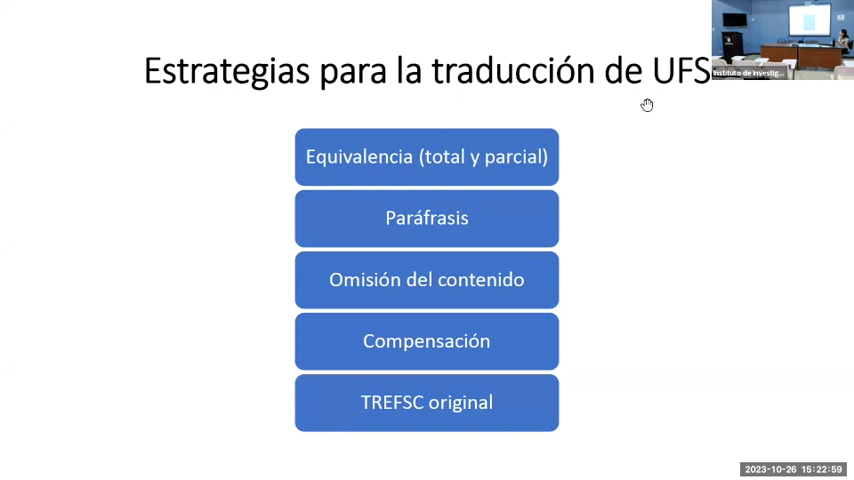 Estrategias para la traducción de UFS
Instituto de Investig...
Equivalencia (total y parcial)
Paráfrasis
Omisión del contenido
Compensación
TREFSC original
2023-10-26 15:22:59